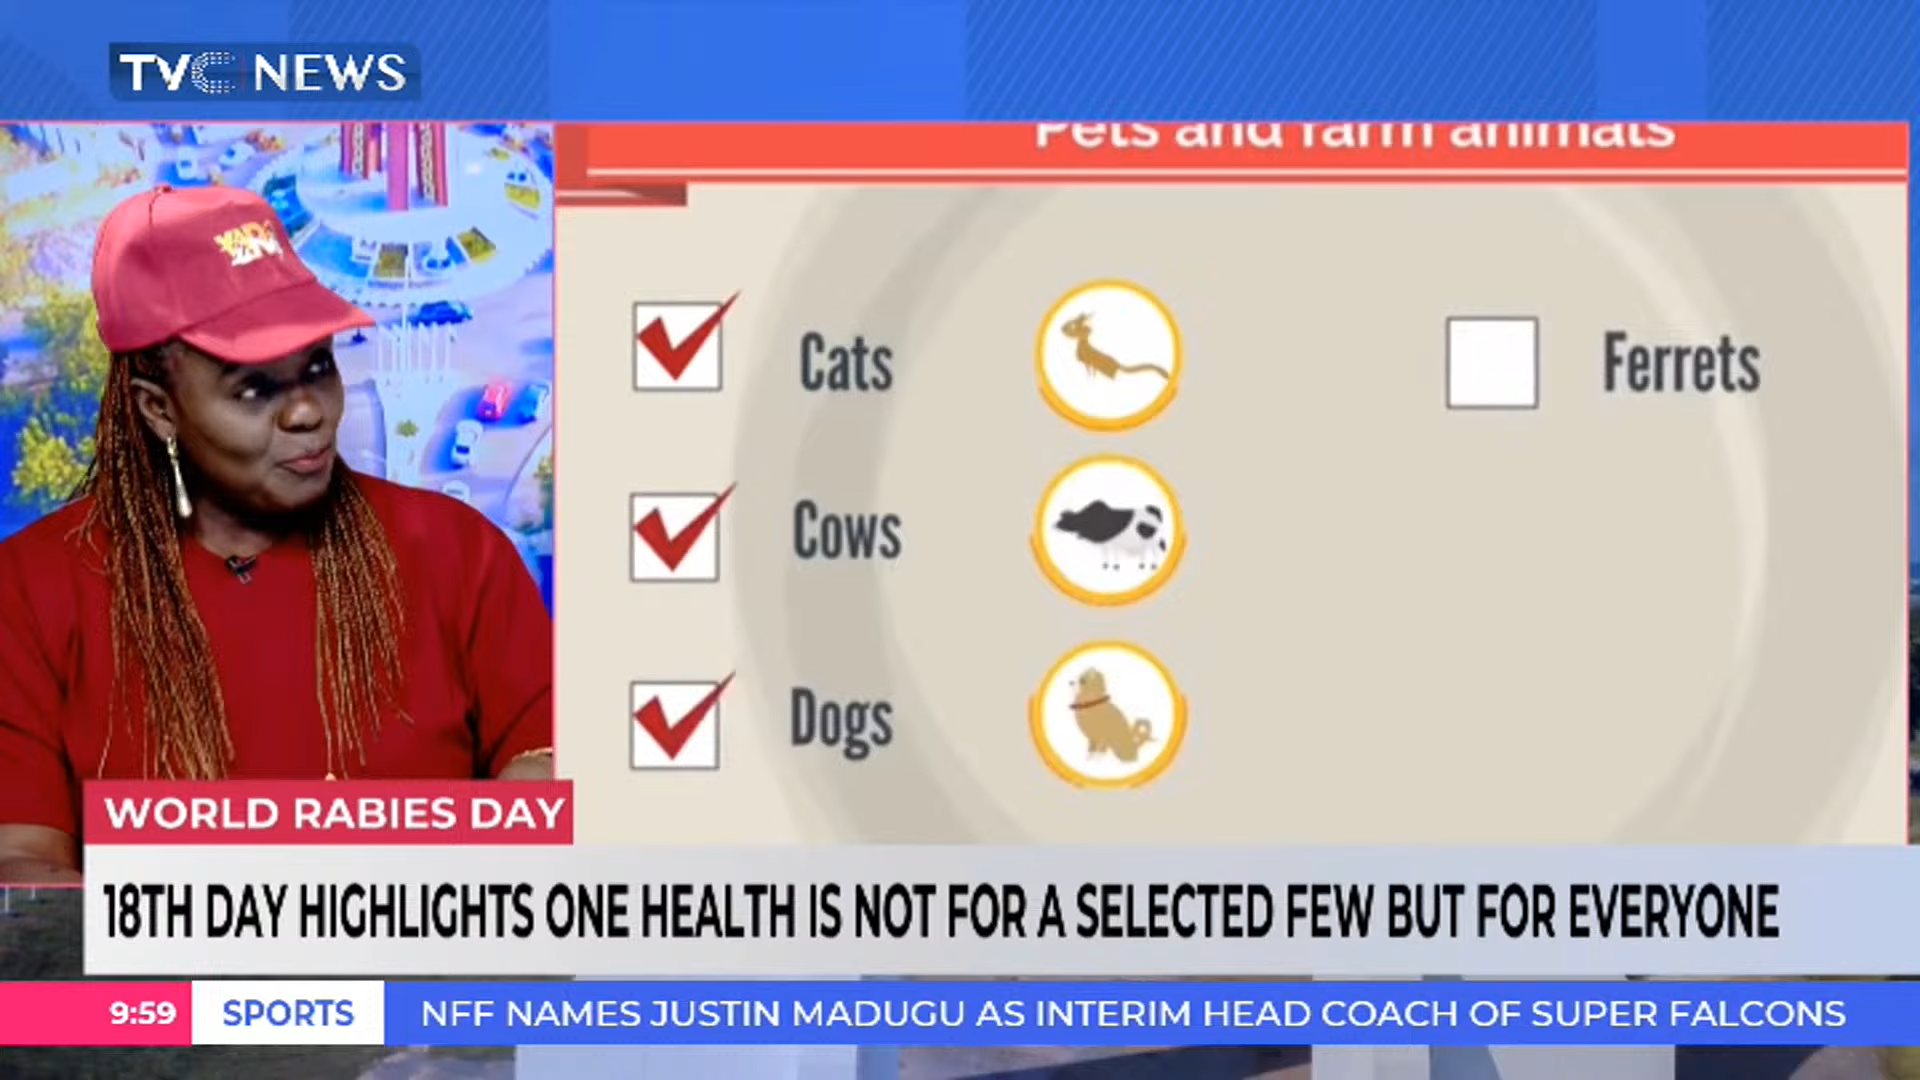 TVC NEWS
Pets and farm animals
Cats
Ferrets
Cows
Dogs
WORLD RABIES DAY
18TH DAY HIGHLIGHTS ONE HEALTH IS NOT FOR A SELECTED FEW BUT FOR EVERYONE
9:59 SPORTS NFF NAMES JUSTIN MADUGU AS INTERIM HEAD COACH OF SUPER FALCONS